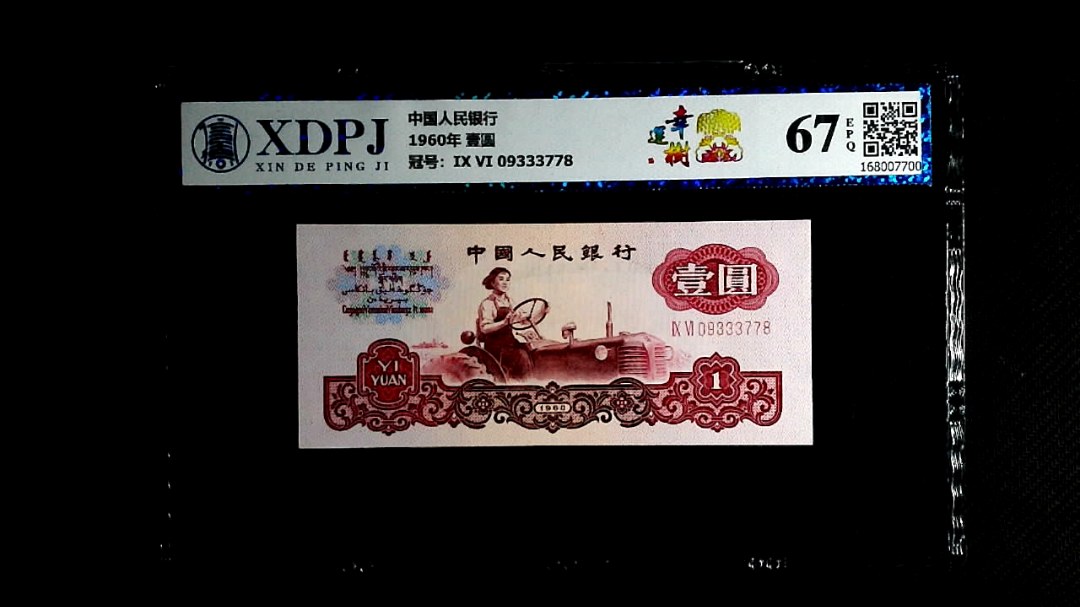 XDPJ
XIN DE PING JI
中国人民银行
1960年 壹圆
冠号: IX VI 09333778
幸運樹
67
EPQ
168007700
中國人民銀行
壹圓
IX VI 09333778
YI
YUAN
1960
1